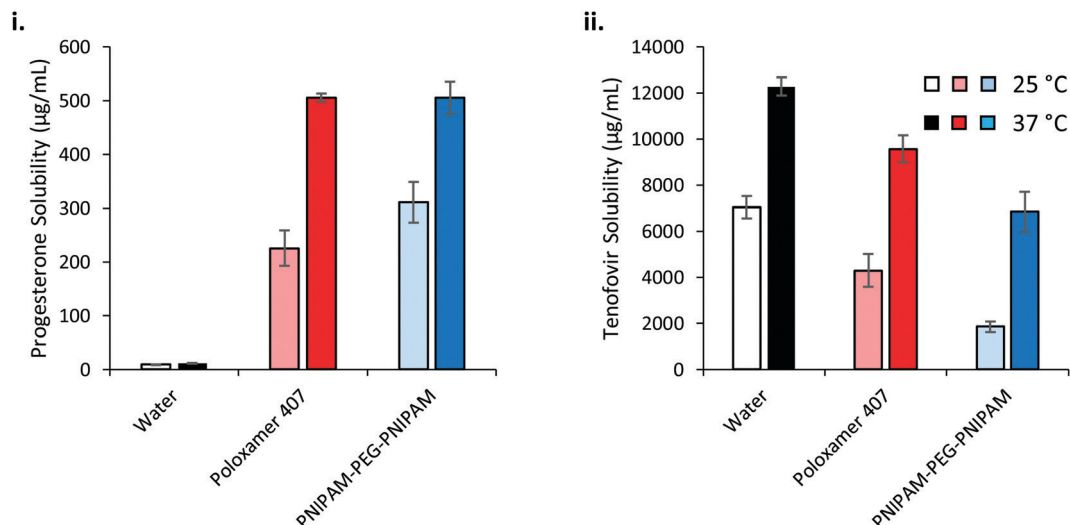 i.
Progesterone Solubility (µg/mL)
600
500
400
300
200
100
0
Water
Poloxamer 407
PNIPAM-PEG-PNIPAM
ii.
Tenofovir Solubility (µg/mL)
14000
12000
10000
8000
6000
4000
2000
0
25 °C
37 °C
Water
Poloxamer 407
PNIPAM-PEG-PNIPAM